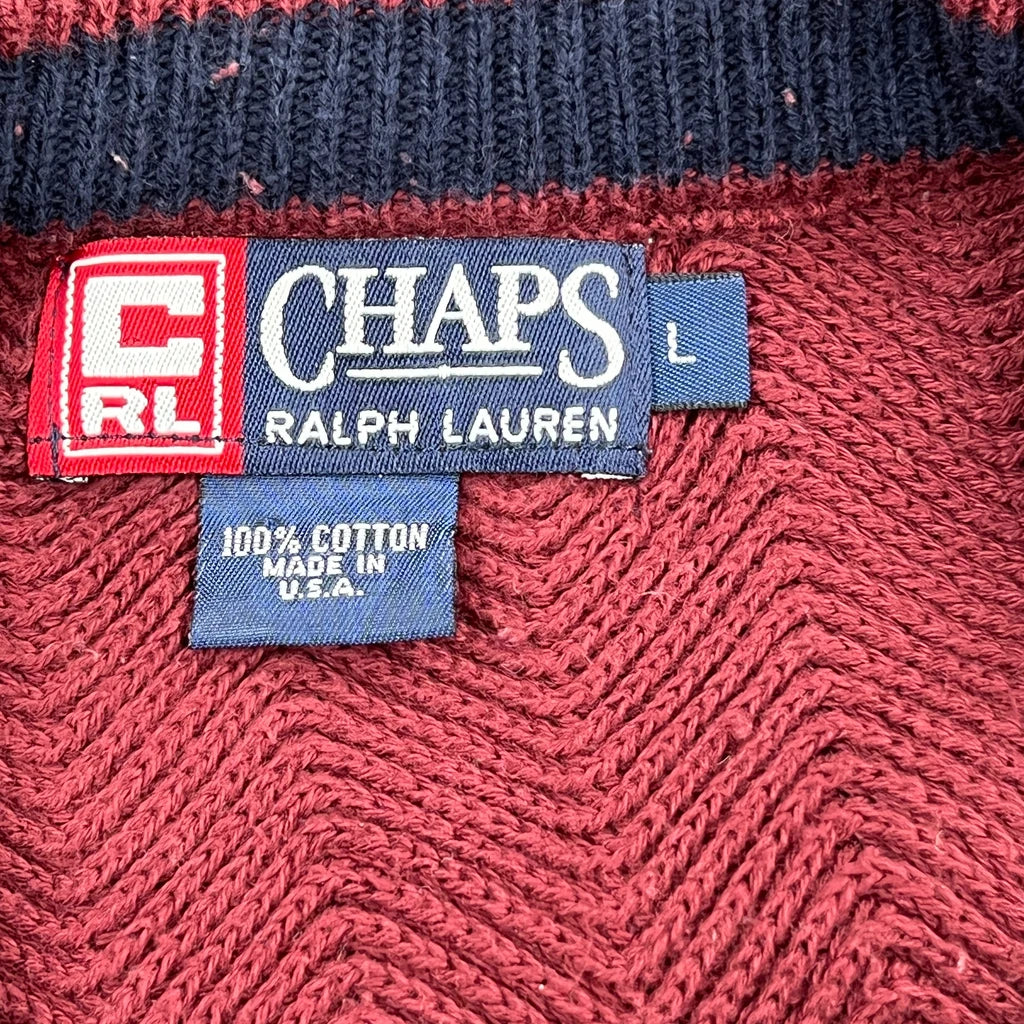 C
RL
CHAPS
RALPH LAUREN
L
100% COTTON
MADE IN
U.S.A.